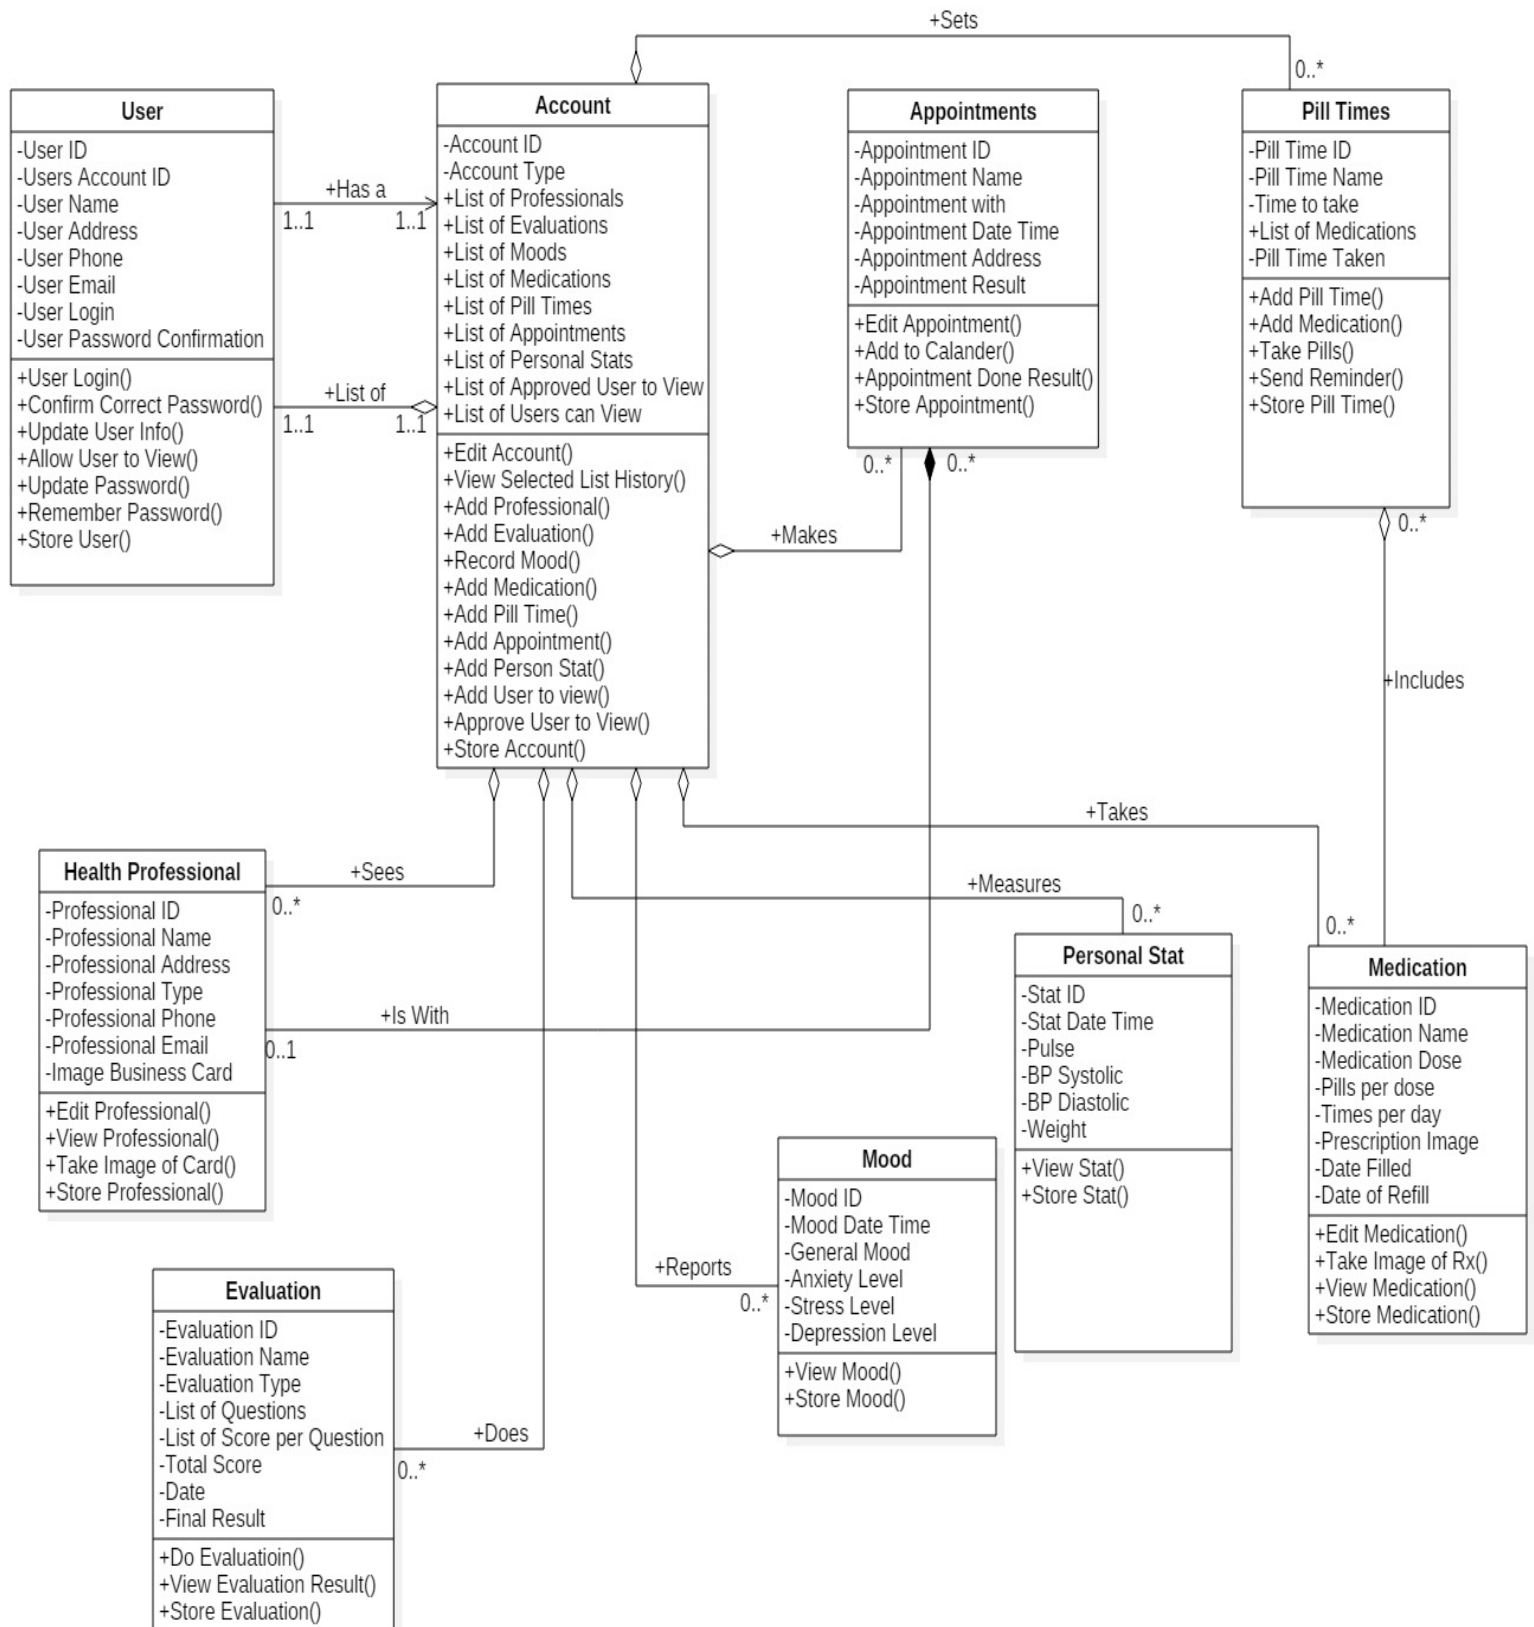 +Sets
0..*
User
-User ID
-Users Account ID
-User Name
-User Address
-User Phone
-User Email
-User Login
-User Password Confirmation
+User Login()
+Confirm Correct Password()
+Update User Info()
+Allow User to View()
+Update Password()
+Remember Password()
+Store User()
+Has a
1..1
1..1
+List of
1..1
1..1
Account
-Account ID
-Account Type
+List of Professionals
+List of Evaluations
+List of Moods
+List of Medications
+List of Pill Times
+List of Appointments
+List of Personal Stats
+List of Approved User to View
+List of Users can View
+Edit Account()
+View Selected List History()
+Add Professional()
+Add Evaluation()
+Record Mood()
+Add Medication()
+Add Pill Time()
+Add Appointment()
+Add Person Stat()
+Add User to view()
+Approve User to View()
+Store Account()
Appointments
-Appointment ID
-Appointment Name
-Appointment with
-Appointment Date Time
-Appointment Address
-Appointment Result
+Edit Appointment()
+Add to Calander()
+Appointment Done Result()
+Store Appointment()
0..*
0..*
+Makes
Pill Times
-Pill Time ID
-Pill Time Name
-Time to take
+List of Medications
-Pill Time Taken
+Add Pill Time()
+Add Medication()
+Take Pills()
+Send Reminder()
+Store Pill Time()
0..*
+Includes
+Takes
0..*
+Measures
0..*
+Sees
0..*
+Is With
0..1
Health Professional
-Professional ID
-Professional Name
-Professional Address
-Professional Type
-Professional Phone
-Professional Email
-Image Business Card
+Edit Professional()
+View Professional()
+Take Image of Card()
+Store Professional()
Personal Stat
-Stat ID
-Stat Date Time
-Pulse
-BP Systolic
-BP Diastolic
-Weight
+View Stat()
+Store Stat()
Medication
-Medication ID
-Medication Name
-Medication Dose
-Pills per dose
-Times per day
-Prescription Image
-Date Filled
-Date of Refill
+Edit Medication()
+Take Image of Rx()
+View Medication()
+Store Medication()
+Reports
0..*
Mood
-Mood ID
-Mood Date Time
-General Mood
-Anxiety Level
-Stress Level
-Depression Level
+View Mood()
+Store Mood()
+Does
0..*
Evaluation
-Evaluation ID
-Evaluation Name
-Evaluation Type
-List of Questions
-List of Score per Question
-Total Score
-Date
-Final Result
+Do Evaluatioin()
+View Evaluation Result()
+Store Evaluation()